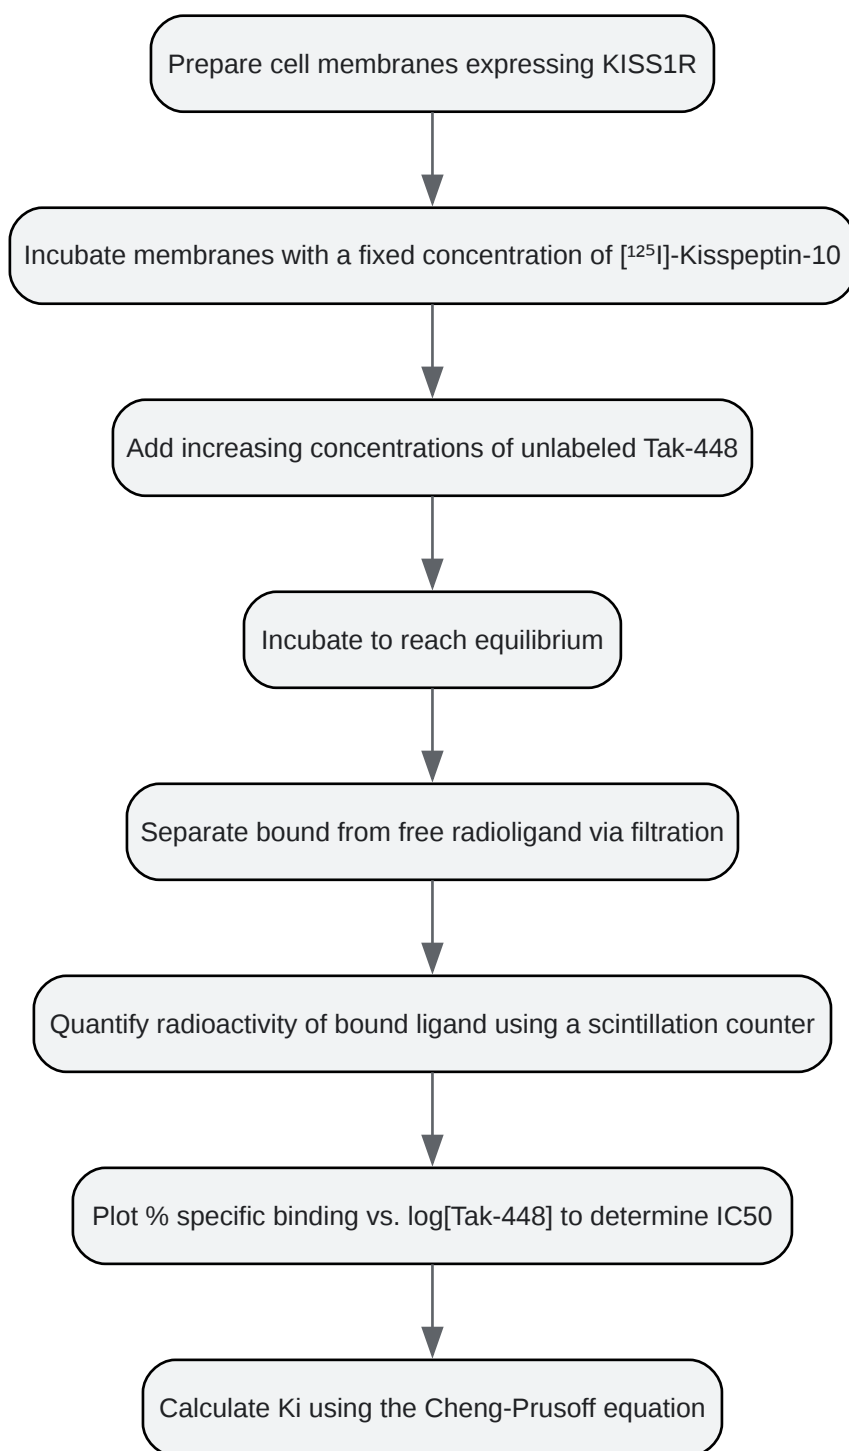 Prepare cell membranes expressing KISS1R
Incubate membranes with a fixed concentration of [¹²⁵I]-Kisspeptin-10
Add increasing concentrations of unlabeled Tak-448
Incubate to reach equilibrium
Separate bound from free radioligand via filtration
Quantify radioactivity of bound ligand using a scintillation counter
Plot % specific binding vs. log[Tak-448] to determine IC50
Calculate Ki using the Cheng-Prusoff equation